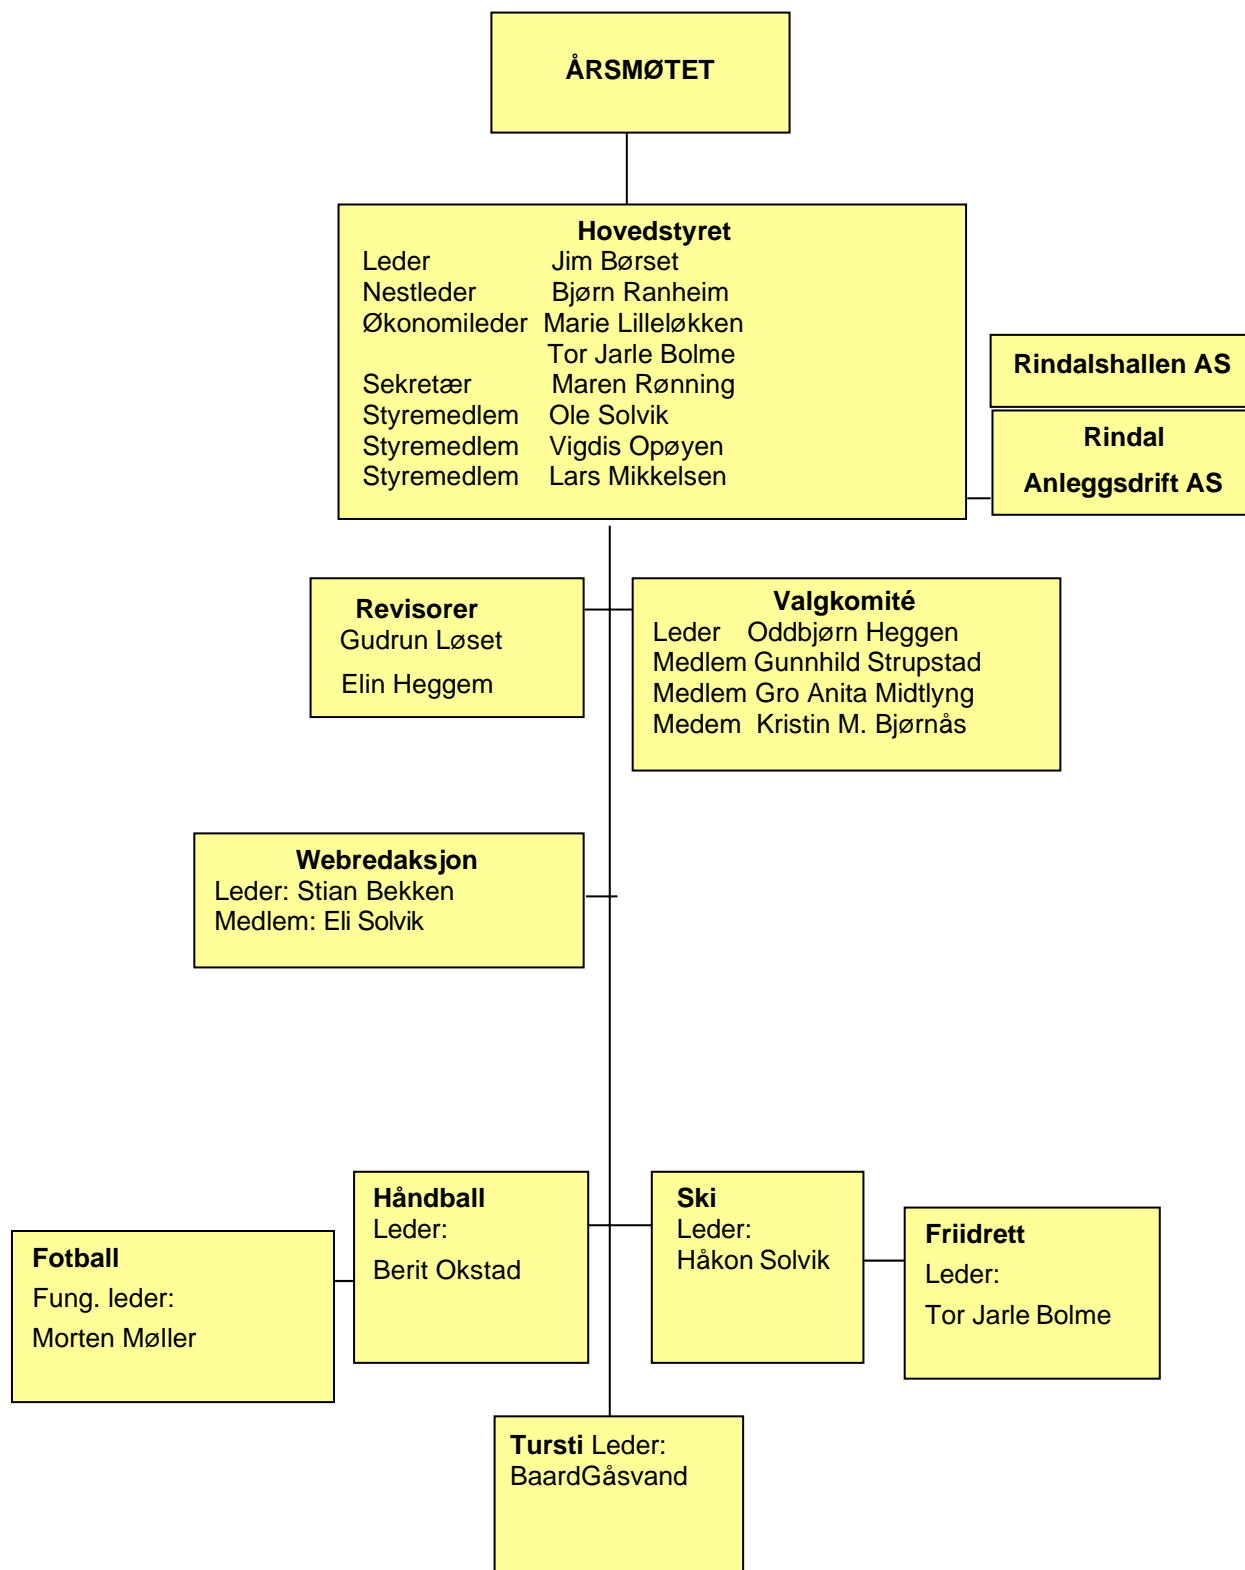 ÅRSMØTET
Hovedstyret
Leder Jim Børset
Nestleder Bjørn Ranheim
Økonomileder Marie Lilleløkken
Tor Jarle Bolme
Sekretær Maren Rønning
Styremedlem Ole Solvik
Styremedlem Vigdis Opøyen
Styremedlem Lars Mikkelsen
Rindalshallen AS
Rindal
Anleggsdrift AS
Revisorer
Gudrun Løset
Elin Heggem
Valgkomité
Leder Oddbjørn Heggen
Medlem Gunnhild Strupstad
Medlem Gro Anita Midtlyng
Medem Kristin M. Bjørnås
Webredaksjon
Leder: Stian Bekken
Medlem: Eli Solvik
Fotball
Fung. leder:
Morten Møller
Håndball
Leder:
Berit Okstad
Ski
Leder:
Håkon Solvik
Friidrett
Leder:
Tor Jarle Bolme
Tursti Leder:
BaardGåsvand